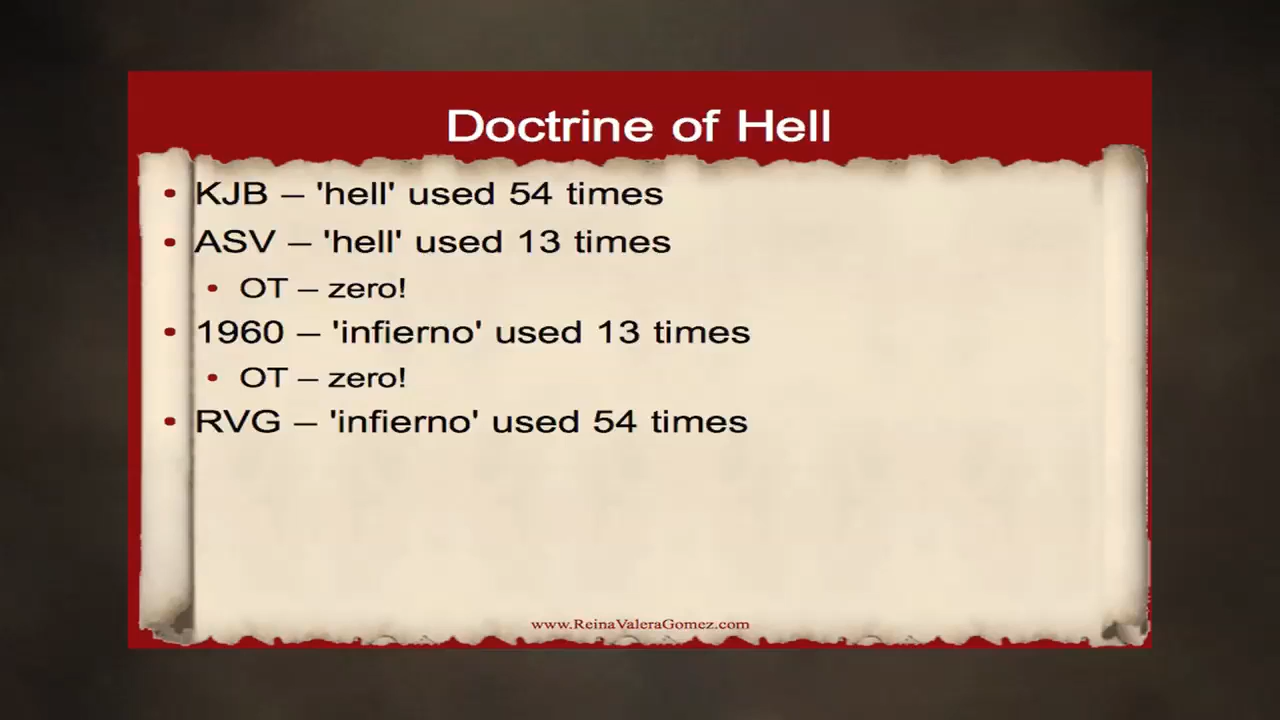 Doctrine of Hell
• KJB – 'hell' used 54 times
• ASV – 'hell' used 13 times
• OT – zero!
• 1960 – 'infierno' used 13 times
• OT – zero!
• RVG – 'infierno' used 54 times
www.ReinaValeraGomez.com